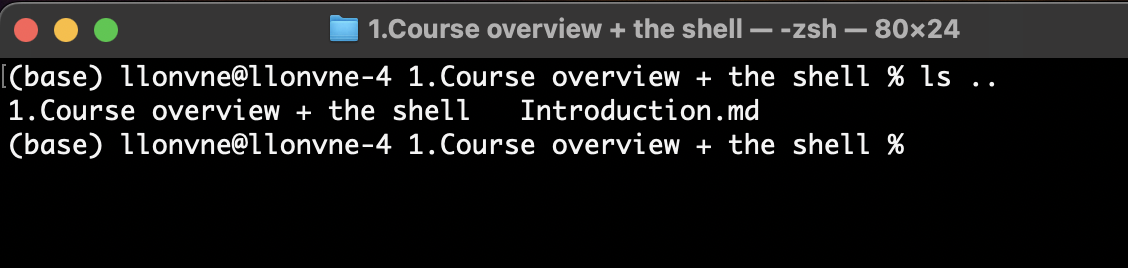 1.Course overview + the shell — -zsh — 80×24
(base) llonvne@llonvne-4 1.Course overview + the shell % ls ..
1.Course overview + the shell   Introduction.md
(base) llonvne@llonvne-4 1.Course overview + the shell %